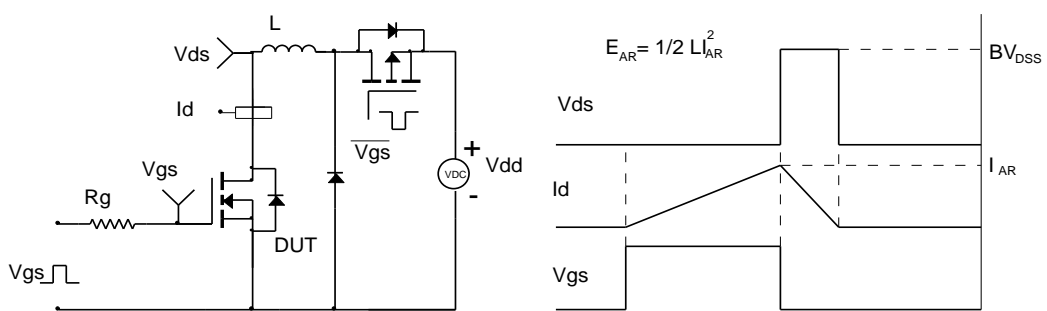 L
Vds
Id
Vgs
Vgs
+
VDC
Vdd
-
Rg
DUT
Vgs
E_AR = 1/2 LI_AR^2
BV_DSS
Vds
I_AR
Id
Vgs